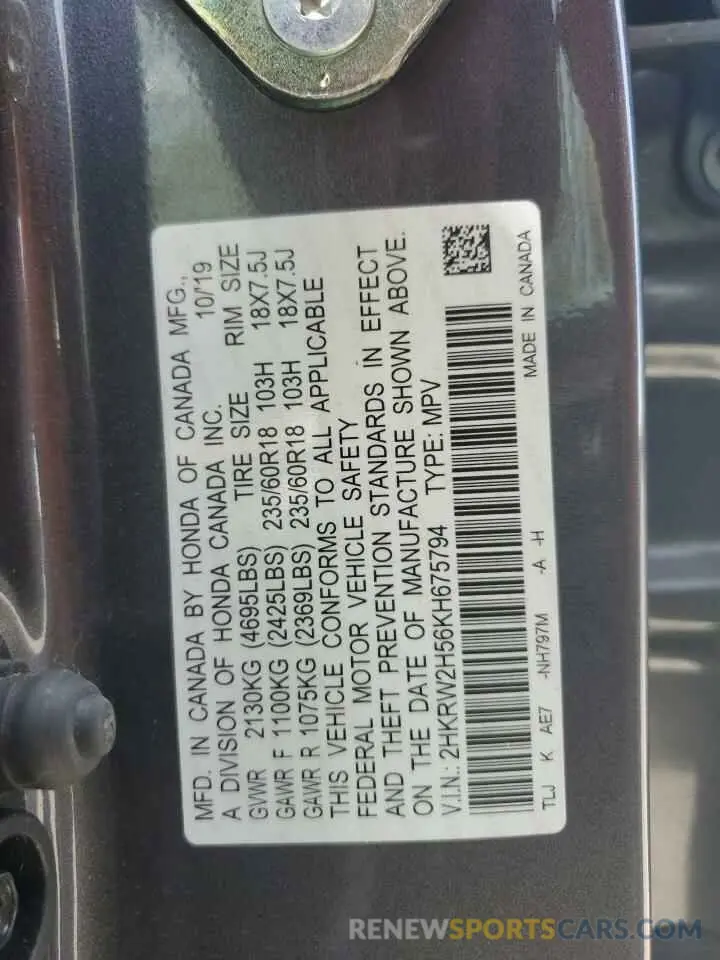 MFD. IN CANADA BY HONDA OF CANADA MFG.,
A DIVISION OF HONDA CANADA INC. 10/'19
GVWR 2130KG (4695LBS) TIRE SIZE RIM SIZE
GAWR F 1100KG (2425LBS) 235/60R18 103H 18X7.5J
GAWR R 1075KG (2369LBS) 235/60R18 103H 18X7.5J
THIS VEHICLE CONFORMS TO ALL APPLICABLE
FEDERAL MOTOR VEHICLE SAFETY
AND THEFT PREVENTION STANDARDS IN EFFECT
ON THE DATE OF MANUFACTURE SHOWN ABOVE.
V.I.N.: 2HKRW2H56KH675794 TYPE: MPV
TLJ K AE7 -NH797M -A -H MADE IN CANADA
RENEWSPORTSCARS.COM